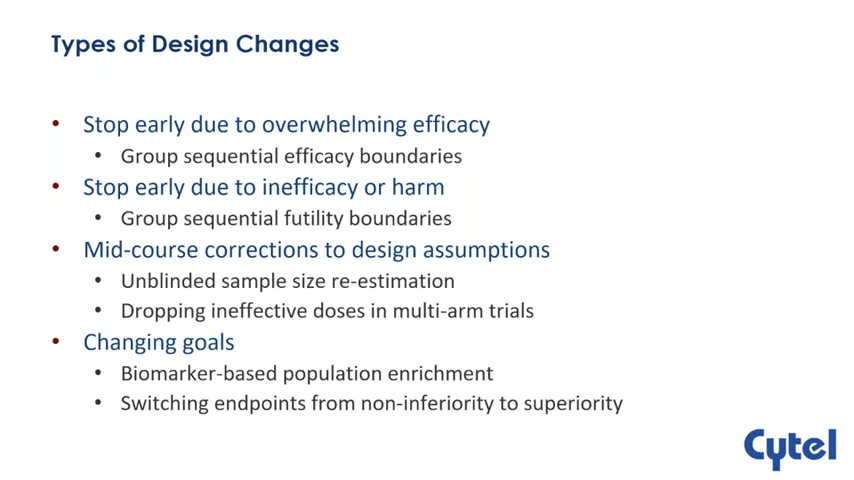 Types of Design Changes
• Stop early due to overwhelming efficacy
• Group sequential efficacy boundaries
• Stop early due to inefficacy or harm
• Group sequential futility boundaries
• Mid-course corrections to design assumptions
• Unblinded sample size re-estimation
• Dropping ineffective doses in multi-arm trials
• Changing goals
• Biomarker-based population enrichment
• Switching endpoints from non-inferiority to superiority
Cytel